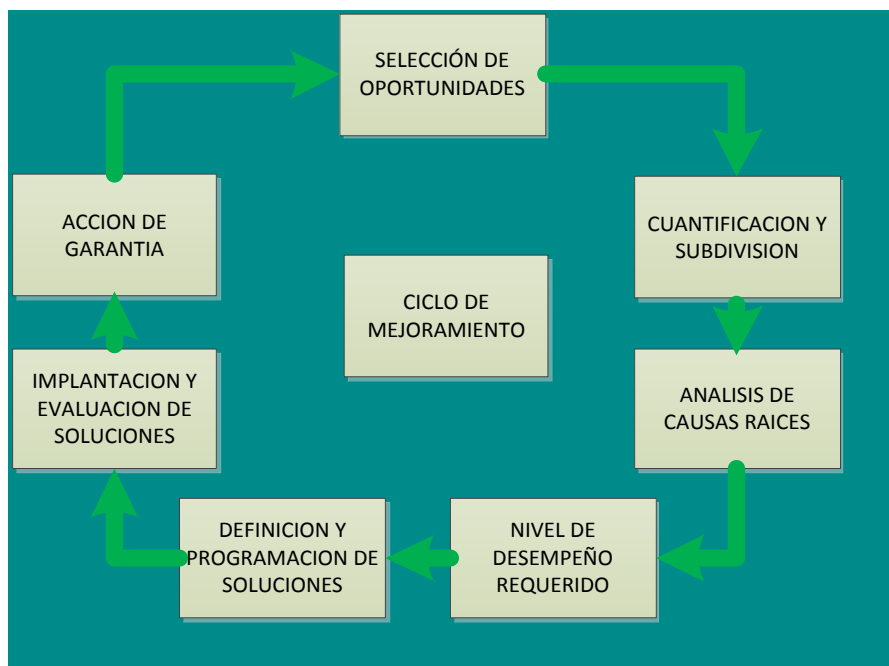 SELECCIÓN DE
OPORTUNIDADES
CUANTIFICACION Y
SUBDIVISION
ANALISIS DE
CAUSAS RAICES
NIVEL DE
DESEMPEÑO
REQUERIDO
DEFINICION Y
PROGRAMACION DE
SOLUCIONES
IMPLANTACION Y
EVALUACION DE
SOLUCIONES
ACCION DE
GARANTIA
CICLO DE
MEJORAMIENTO